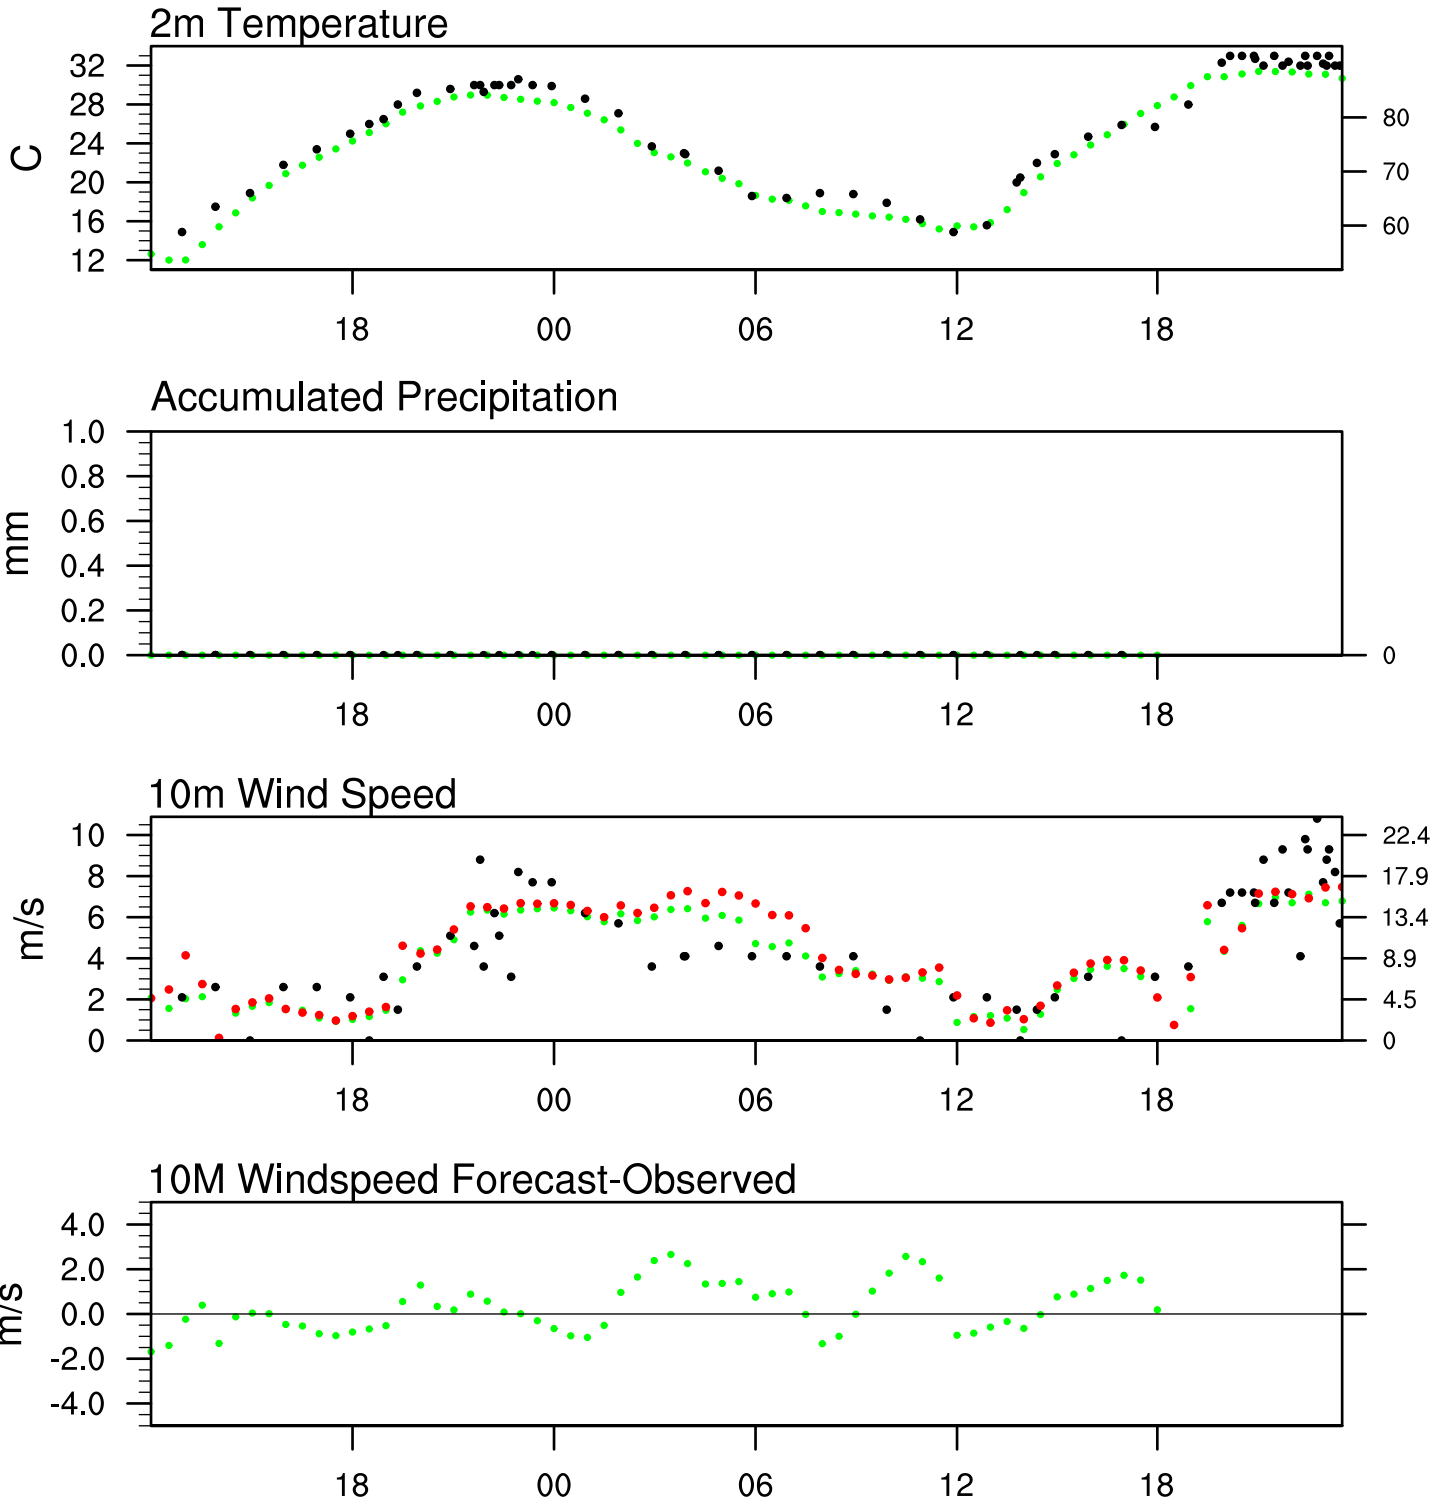 2m Temperature
32
28
24
20
16
12
C
80
70
60
18 00 06 12 18
Accumulated Precipitation
1.0
0.8
0.6
0.4
0.2
0.0
mm
0
18 00 06 12 18
10m Wind Speed
10
8
6
4
2
0
m/s
22.4
17.9
13.4
8.9
4.5
0
18 00 06 12 18
10M Windspeed Forecast-Observed
4.0
2.0
0.0
-2.0
-4.0
m/s
18 00 06 12 18